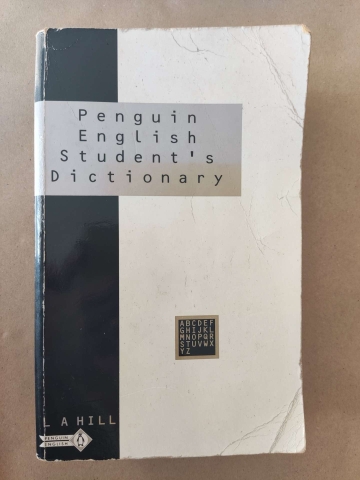 Penguin
English
Student's
Dictionary
ABCDEF
GHIJKL
MNOPQR
STUVWX
YZ
L A HILL
PENGUIN
ENGLISH